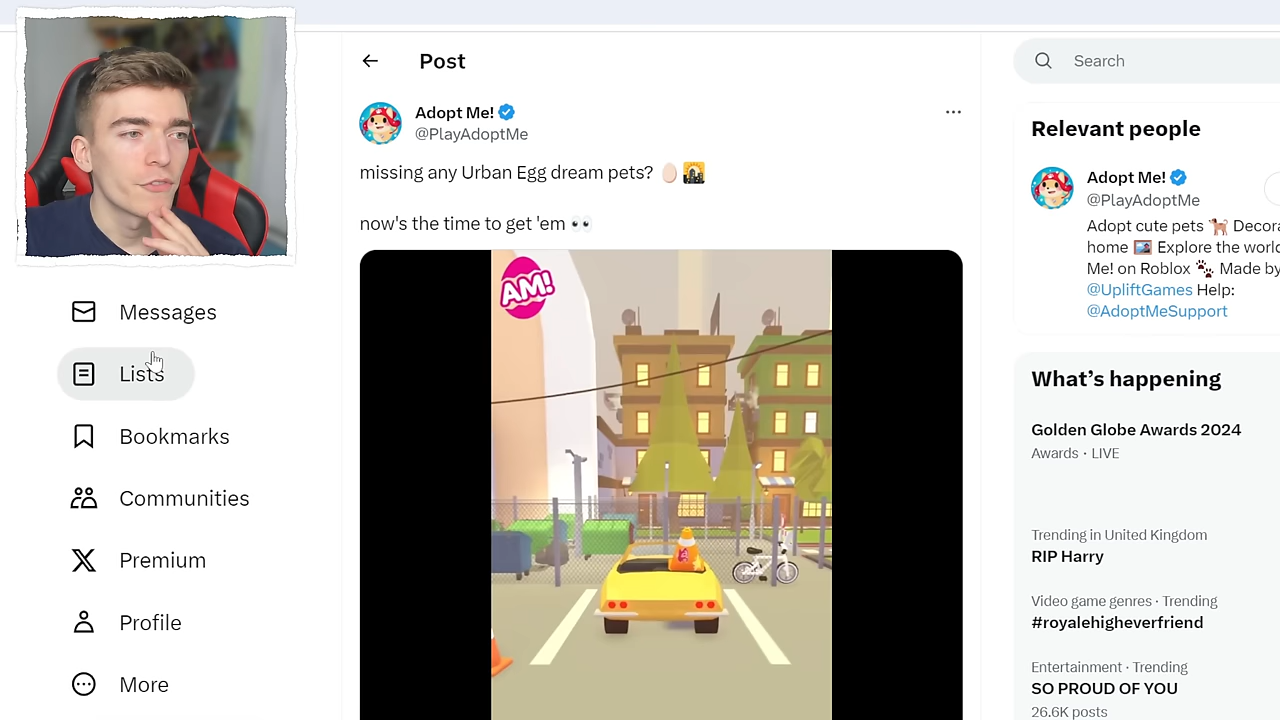 Post
Adopt Me!
@PlayAdoptMe
missing any Urban Egg dream pets? 🥚 🌇
now's the time to get 'em 👀
AM!
Messages
Lists
Bookmarks
Communities
Premium
Profile
More
Search
Relevant people
Adopt Me!
@PlayAdoptMe
Adopt cute pets 🐕 Decora
home 🖼️ Explore the world
Me! on Roblox 🐾 Made by
@UpliftGames Help:
@AdoptMeSupport
What's happening
Golden Globe Awards 2024
Awards · LIVE
Trending in United Kingdom
RIP Harry
Video game genres · Trending
#royalehigheverfriend
Entertainment · Trending
SO PROUD OF YOU
26.6K posts